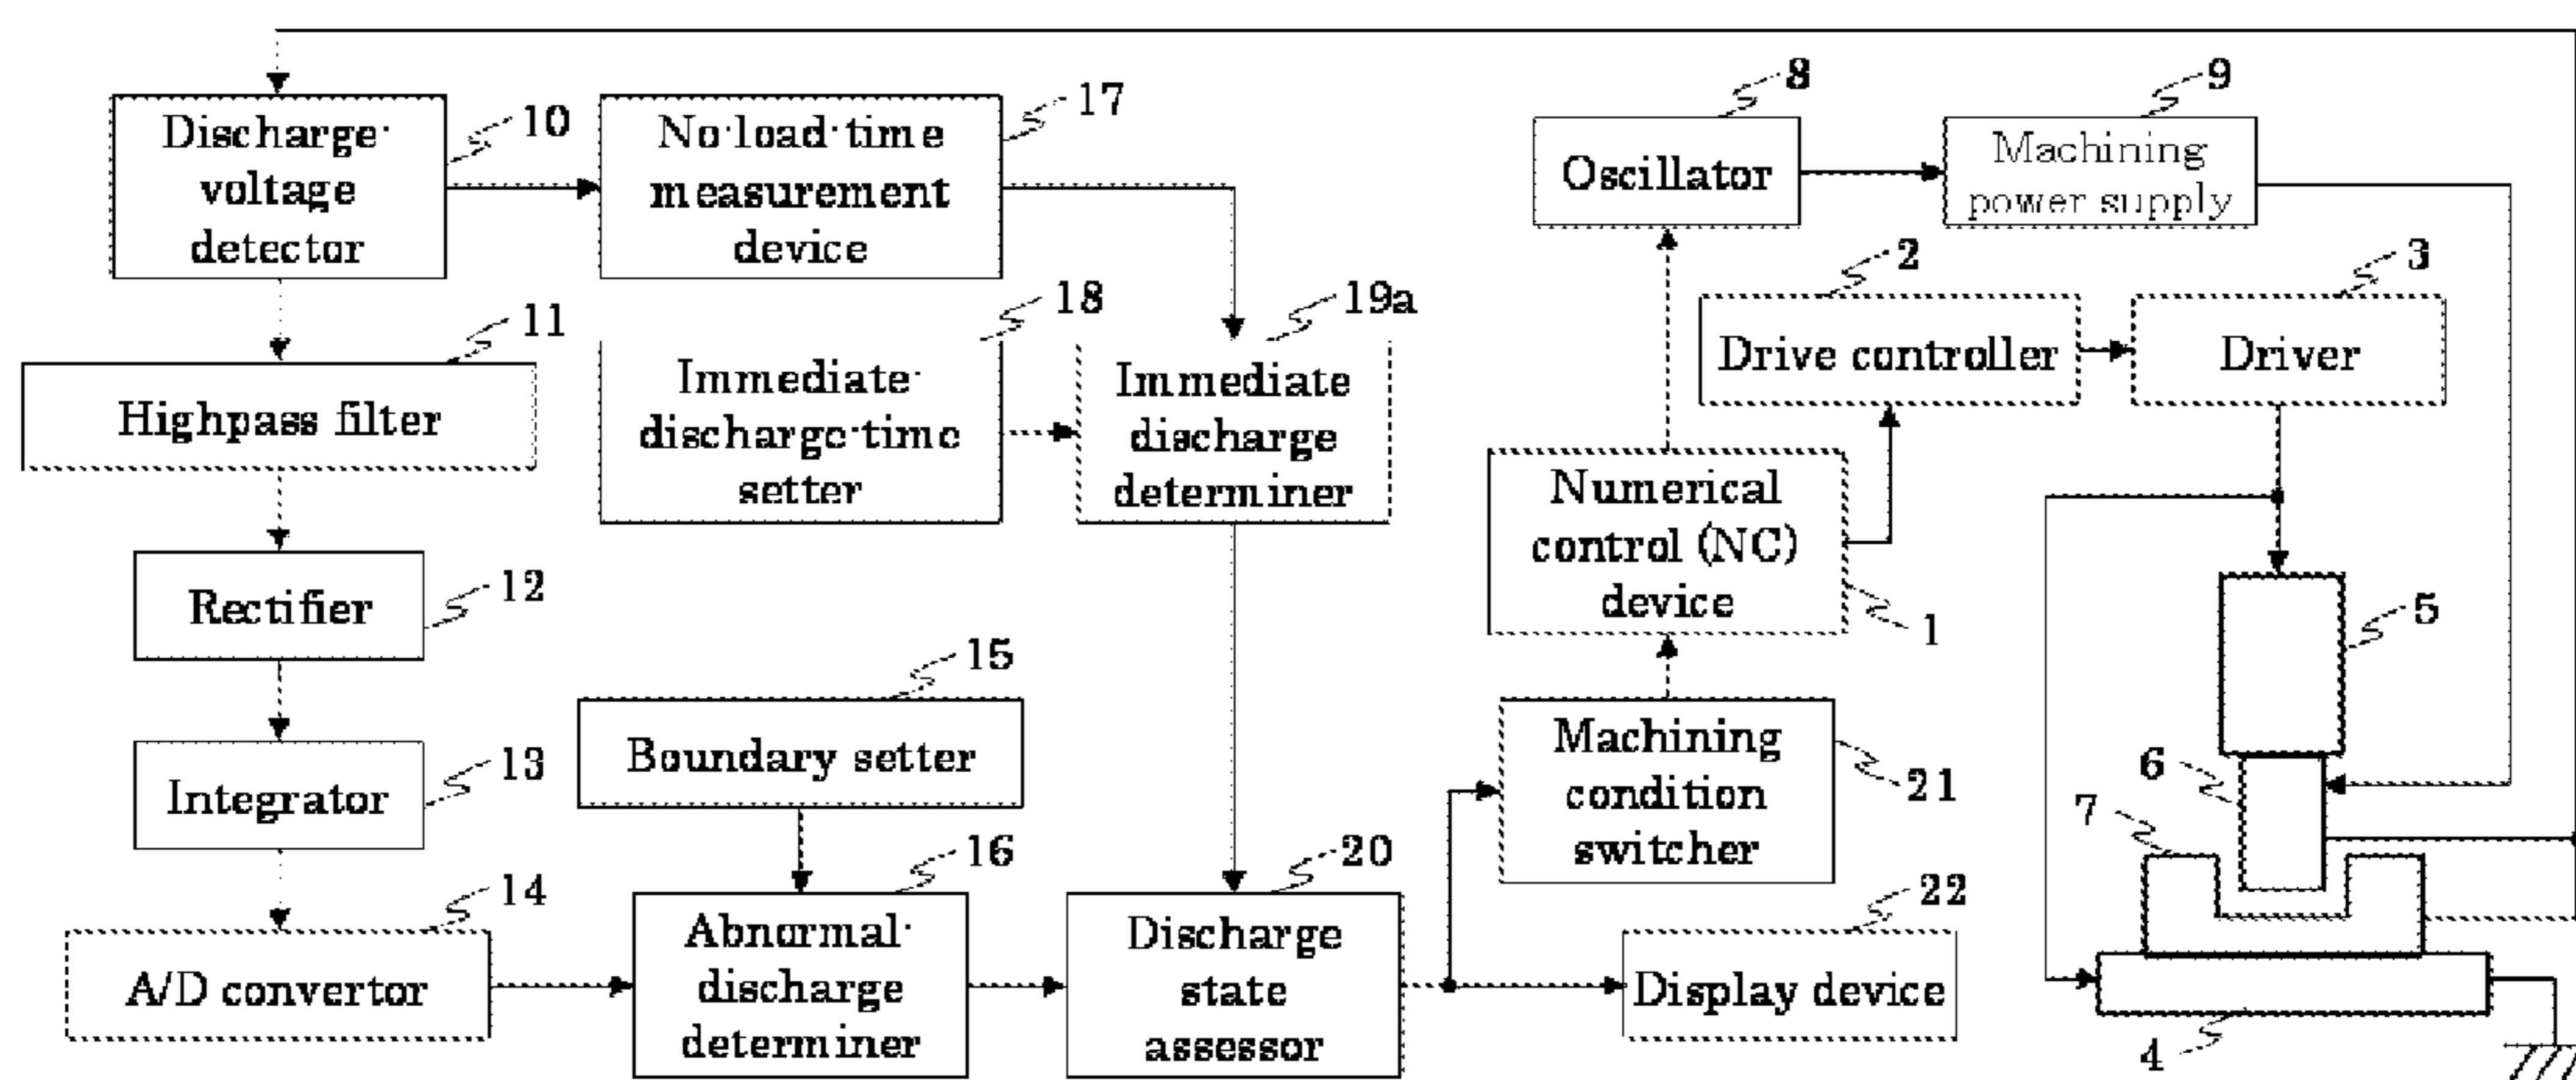 8
9
17
10
Discharge-
voltage
detector
No-load-time
measurement
device
Oscillator
Machining
power supply
2
3
18
19a
11
Highpass filter
Immediate-
discharge-time
setter
Immediate
discharge
determiner
Drive controller
Driver
Numerical
control (NC)
device
1
12
Rectifier
5
15
Boundary setter
Machining
condition
switcher
21
13
Integrator
6
7
16
20
14
22
A/D convertor
Abnormal-
discharge
determiner
Discharge
state
assessor
Display device
4